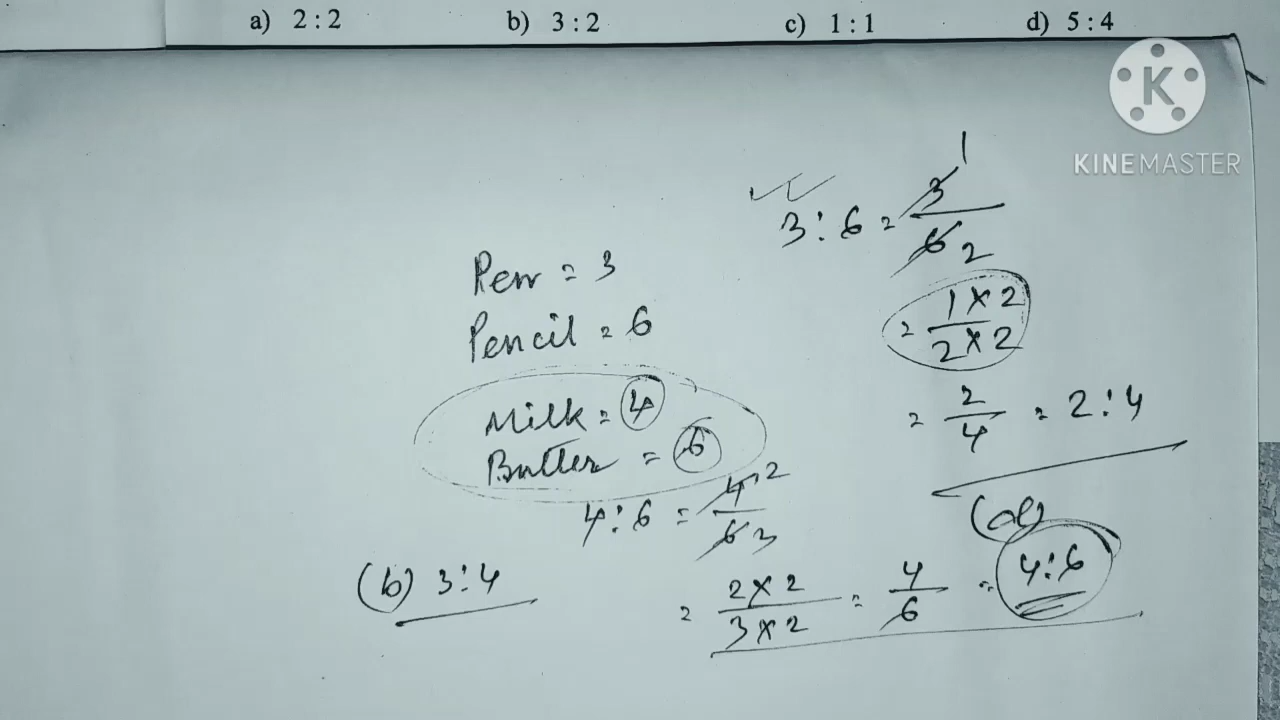 a) 2 : 2 b) 3 : 2 c) 1 : 1 d) 5 : 4
K
KINEMASTER
1
3 : 6 = 3/6 2
Pen = 3
= 1 × 2 / 2 × 2
Pencil = 6
Milk = 4
= 2/4 = 2 : 4
Butter = 6
4 : 6 = 4 2 / 6 3
(b) 3 : 4
= 2 × 2 / 3 × 2 = 4/6 = 4 : 6